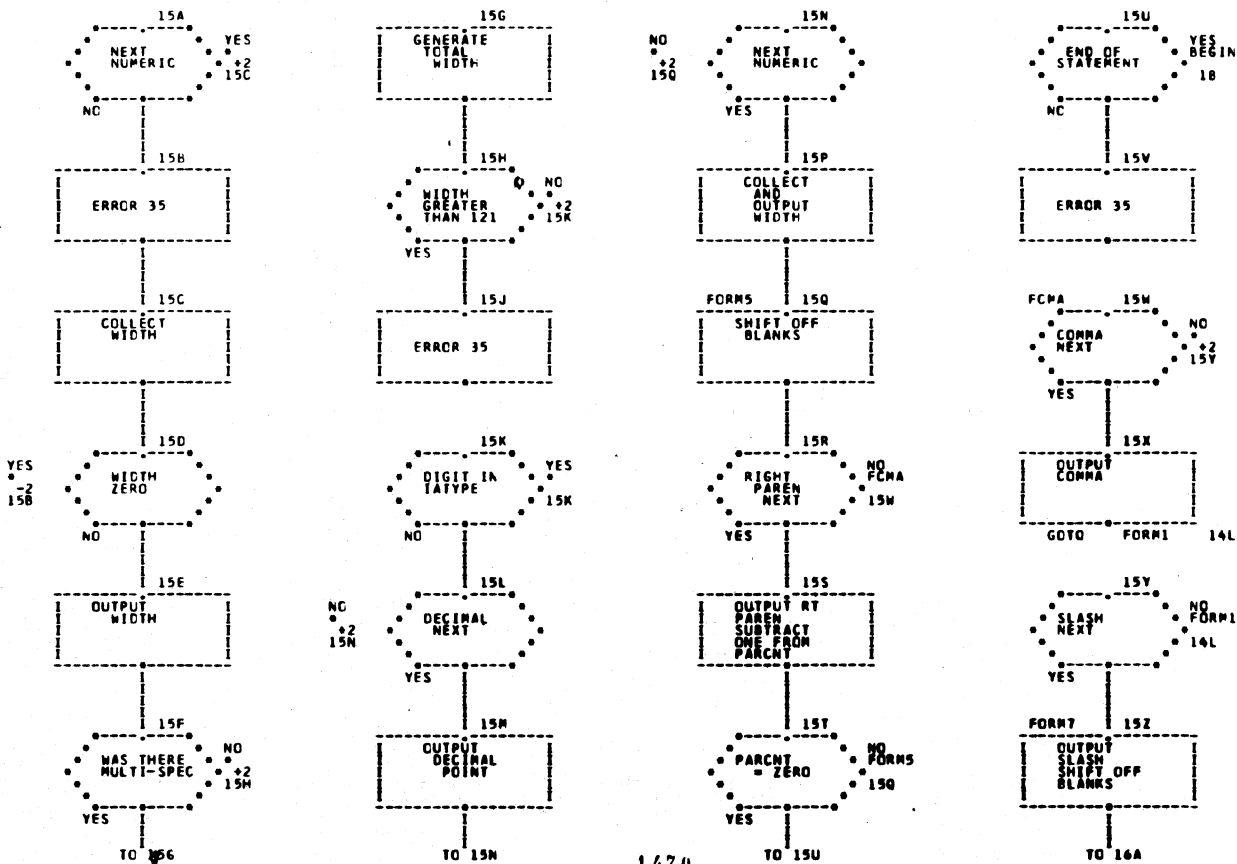 15A
NEXT
NUMERIC
YES
+2
15C
NO
15B
ERROR 35
15C
COLLECT
WIDTH
15D
WIDTH
ZERO
YES
-2
15B
NO
15E
OUTPUT
WIDTH
15F
WAS THERE
MULTI-SPEC
NO
+2
15H
YES
TO 15G
15G
GENERATE
TOTAL
WIDTH
15H
WIDTH
GREATER
THAN 121
NO
+2
15K
YES
15J
ERROR 35
15K
DIGIT IN
IATYPE
YES
15K
NO
15L
DECIMAL
NEXT
NO
+2
15N
YES
15M
OUTPUT
DECIMAL
POINT
TO 15N
15N
NEXT
NUMERIC
NO
+2
15Q
YES
15P
COLLECT
AND
OUTPUT
WIDTH
FORM5 15Q
SHIFT OFF
BLANKS
15R
RIGHT
PAREN
NEXT
NO
FCMA
15W
YES
15S
OUTPUT RT
PAREN
SUBTRACT
ONE FROM
PARCNT
15T
PARCNT
= ZERO
NO
FORM5
15Q
YES
TO 15U
15U
END OF
STATEMENT
YES
BEGIN
18
NO
15V
ERROR 35
FCMA 15W
COMMA
NEXT
NO
+2
15Y
YES
15X
OUTPUT
COMMA
GOTO FORM1 14L
15Y
SLASH
NEXT
NO
FORM1
14L
YES
FORM7 15Z
OUTPUT
SLASH
SHIFT OFF
BLANKS
TO 16A